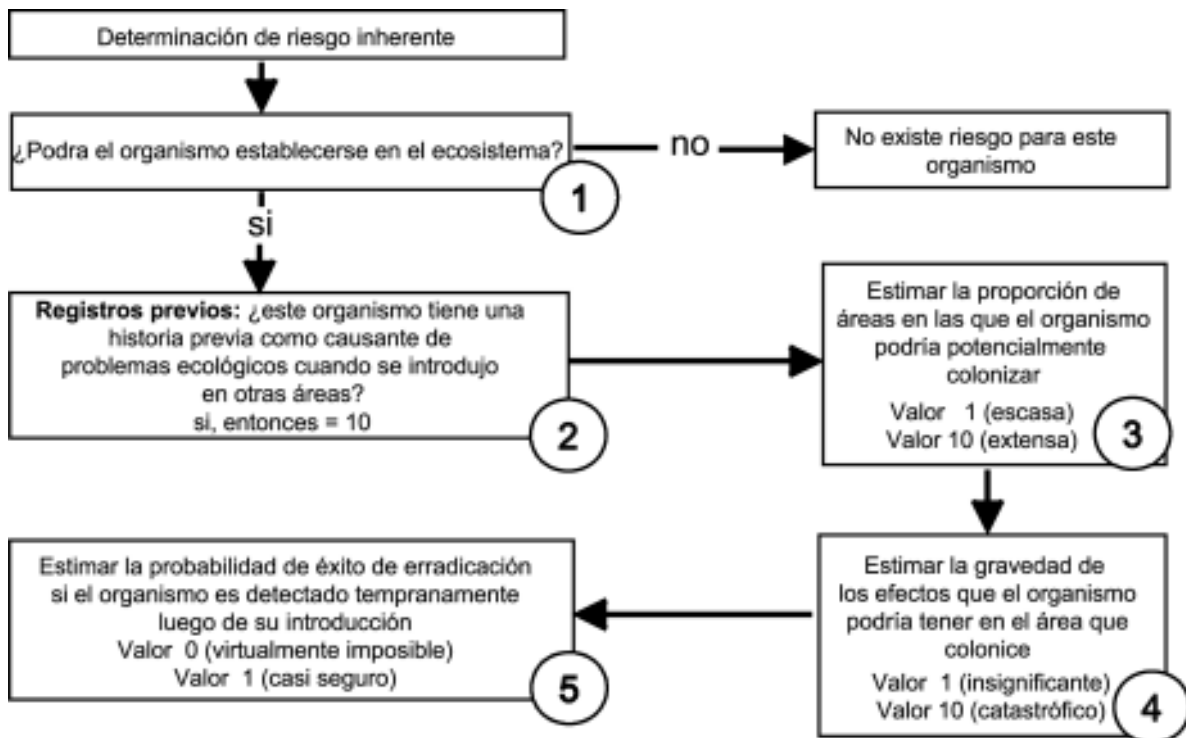 Determinación de riesgo inherente
¿Podra el organismo establecerse en el ecosistema?
1
no
No existe riesgo para este
organismo
si
Registros previos: ¿este organismo tiene una
historia previa como causante de
problemas ecológicos cuando se introdujo
en otras áreas?
si, entonces = 10
2
Estimar la proporción de
áreas en las que el organismo
podría potencialmente
colonizar
Valor 1 (escasa)
Valor 10 (extensa)
3
Estimar la gravedad de
los efectos que el organismo
podría tener en el área que
colonice
Valor 1 (insignificante)
Valor 10 (catastrófico)
4
Estimar la probabilidad de éxito de erradicación
si el organismo es detectado tempranamente
luego de su introducción
Valor 0 (virtualmente imposible)
Valor 1 (casi seguro)
5